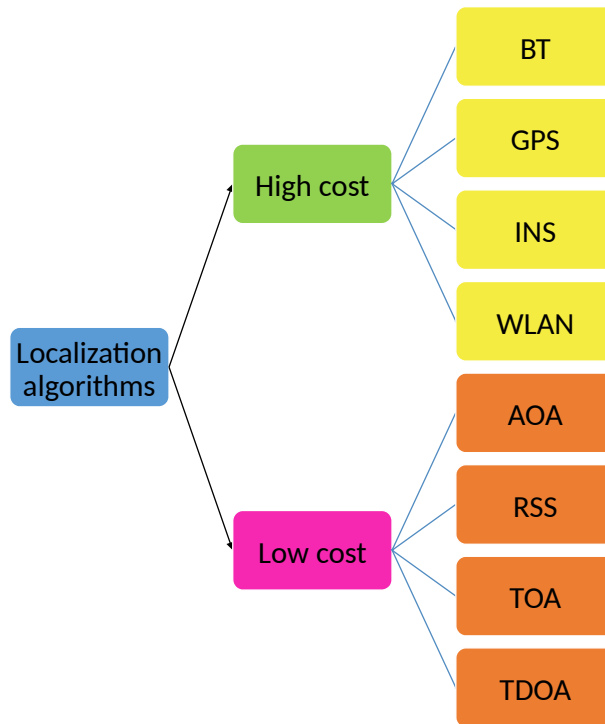 BT
GPS
High cost
INS
WLAN
Localization
algorithms
AOA
RSS
Low cost
TOA
TDOA